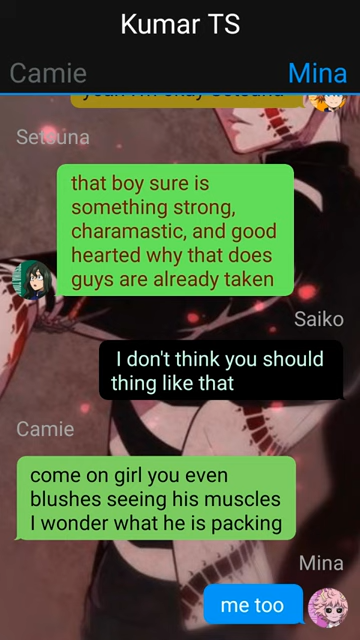 Kumar TS
Camie
Mina
Setsuna
that boy sure is
something strong,
charamastic, and good
hearted why that does
guys are already taken
Saiko
I don't think you should
thing like that
Camie
come on girl you even
blushes seeing his muscles
I wonder what he is packing
Mina
me too